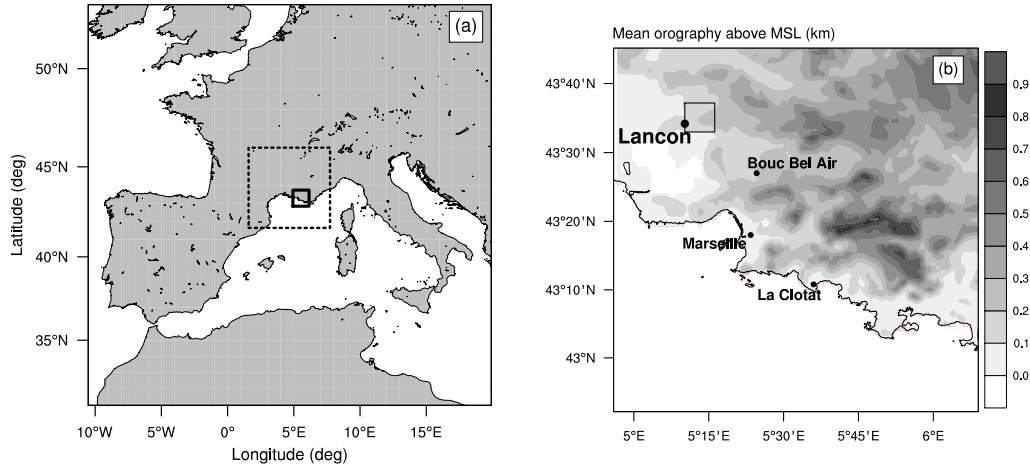 (a)
50°N
45°N
40°N
35°N
Latitude (deg)
10°W 5°W 0° 5°E 10°E 15°E
Longitude (deg)
Mean orography above MSL (km)
(b)
43°40'N
43°30'N
43°20'N
43°10'N
43°N
Lancon
Bouc Bel Air
Marseille
La Clotat
5°E 5°15'E 5°30'E 5°45'E 6°E
0.9
0.8
0.7
0.6
0.5
0.4
0.3
0.2
0.1
0.0